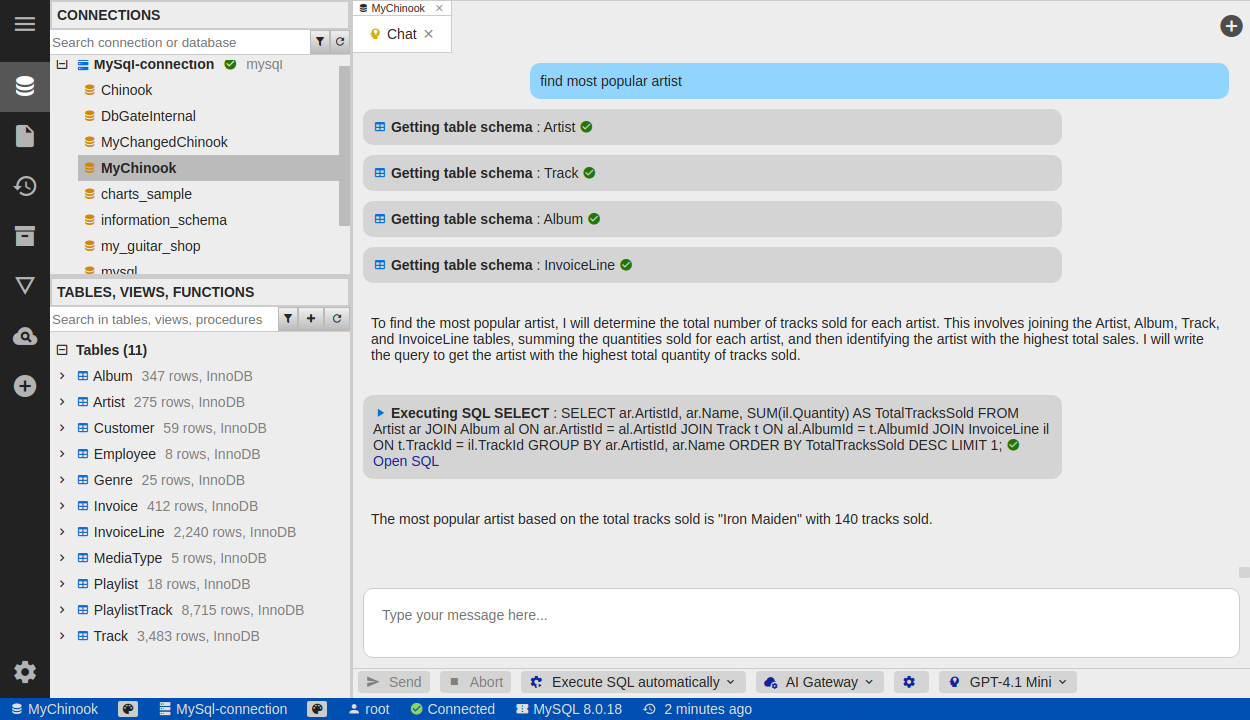 CONNECTIONS
Search connection or database
MySql-connection mysql
Chinook
DbGateInternal
MyChangedChinook
MyChinook
charts_sample
information_schema
my_guitar_shop
mysql
TABLES, VIEWS, FUNCTIONS
Search in tables, views, procedures
Tables (11)
Album 347 rows, InnoDB
Artist 275 rows, InnoDB
Customer 59 rows, InnoDB
Employee 8 rows, InnoDB
Genre 25 rows, InnoDB
Invoice 412 rows, InnoDB
InvoiceLine 2,240 rows, InnoDB
MediaType 5 rows, InnoDB
Playlist 18 rows, InnoDB
PlaylistTrack 8,715 rows, InnoDB
Track 3,483 rows, InnoDB
MyChinook
Chat
find most popular artist
Getting table schema : Artist
Getting table schema : Track
Getting table schema : Album
Getting table schema : InvoiceLine
To find the most popular artist, I will determine the total number of tracks sold for each artist. This involves joining the Artist, Album, Track,
and InvoiceLine tables, summing the quantities sold for each artist, and then identifying the artist with the highest total sales. I will write
the query to get the artist with the highest total quantity of tracks sold.
Executing SQL SELECT : SELECT ar.ArtistId, ar.Name, SUM(il.Quantity) AS TotalTracksSold FROM
Artist ar JOIN Album al ON ar.ArtistId = al.ArtistId JOIN Track t ON al.AlbumId = t.AlbumId JOIN InvoiceLine il
ON t.TrackId = il.TrackId GROUP BY ar.ArtistId, ar.Name ORDER BY TotalTracksSold DESC LIMIT 1;
Open SQL
The most popular artist based on the total tracks sold is "Iron Maiden" with 140 tracks sold.
Type your message here...
Send Abort Execute SQL automatically AI Gateway GPT-4.1 Mini
MyChinook MySql-connection root Connected MySQL 8.0.18 2 minutes ago